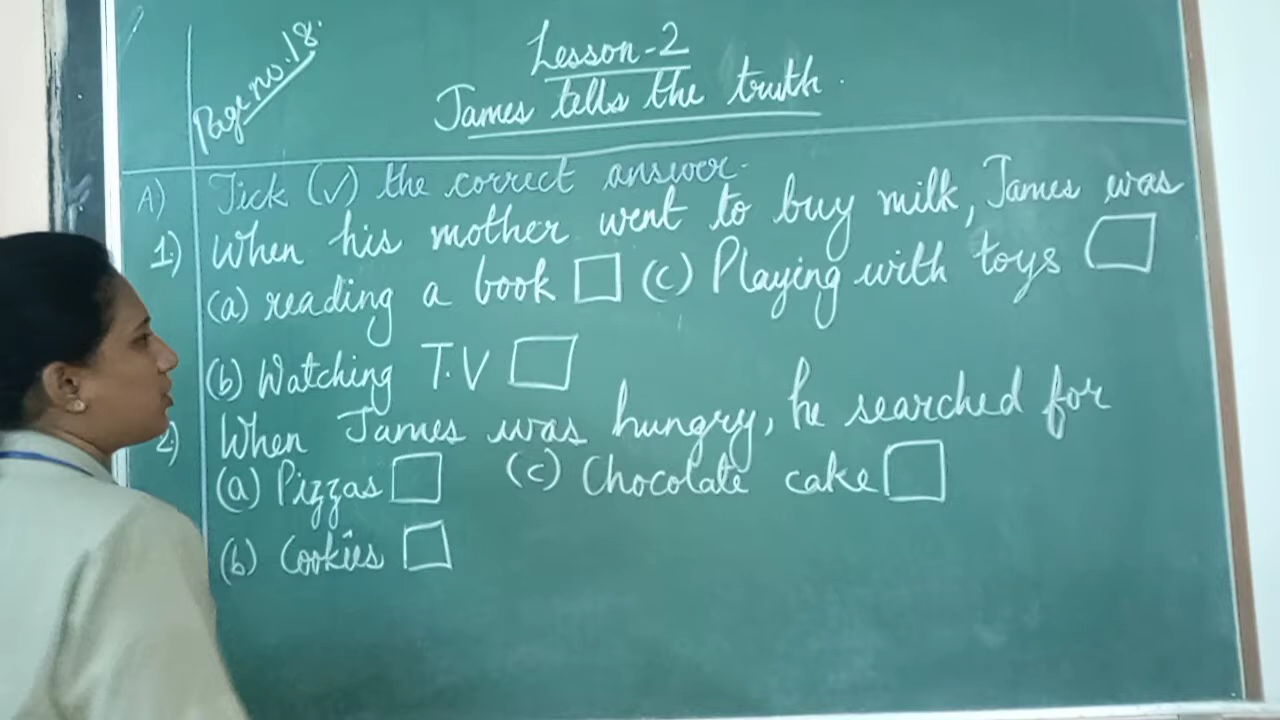 Page no. 18.
Lesson-2
James tells the truth.
A) Tick (✓) the correct answer.
1.) When his mother went to buy milk, James was
(a) reading a book (c) Playing with toys
(b) Watching T.V
2) When James was hungry, he searched for
(a) Pizzas (c) Chocolate cake
(b) Cookies